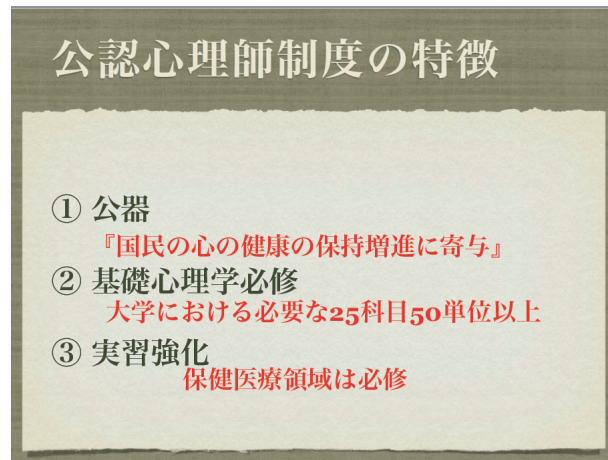 公認心理師制度の特徴
① 公器
『国民の心の健康の保持増進に寄与』
② 基礎心理学必修
大学における必要な25科目50単位以上
③ 実習強化
保健医療領域は必修